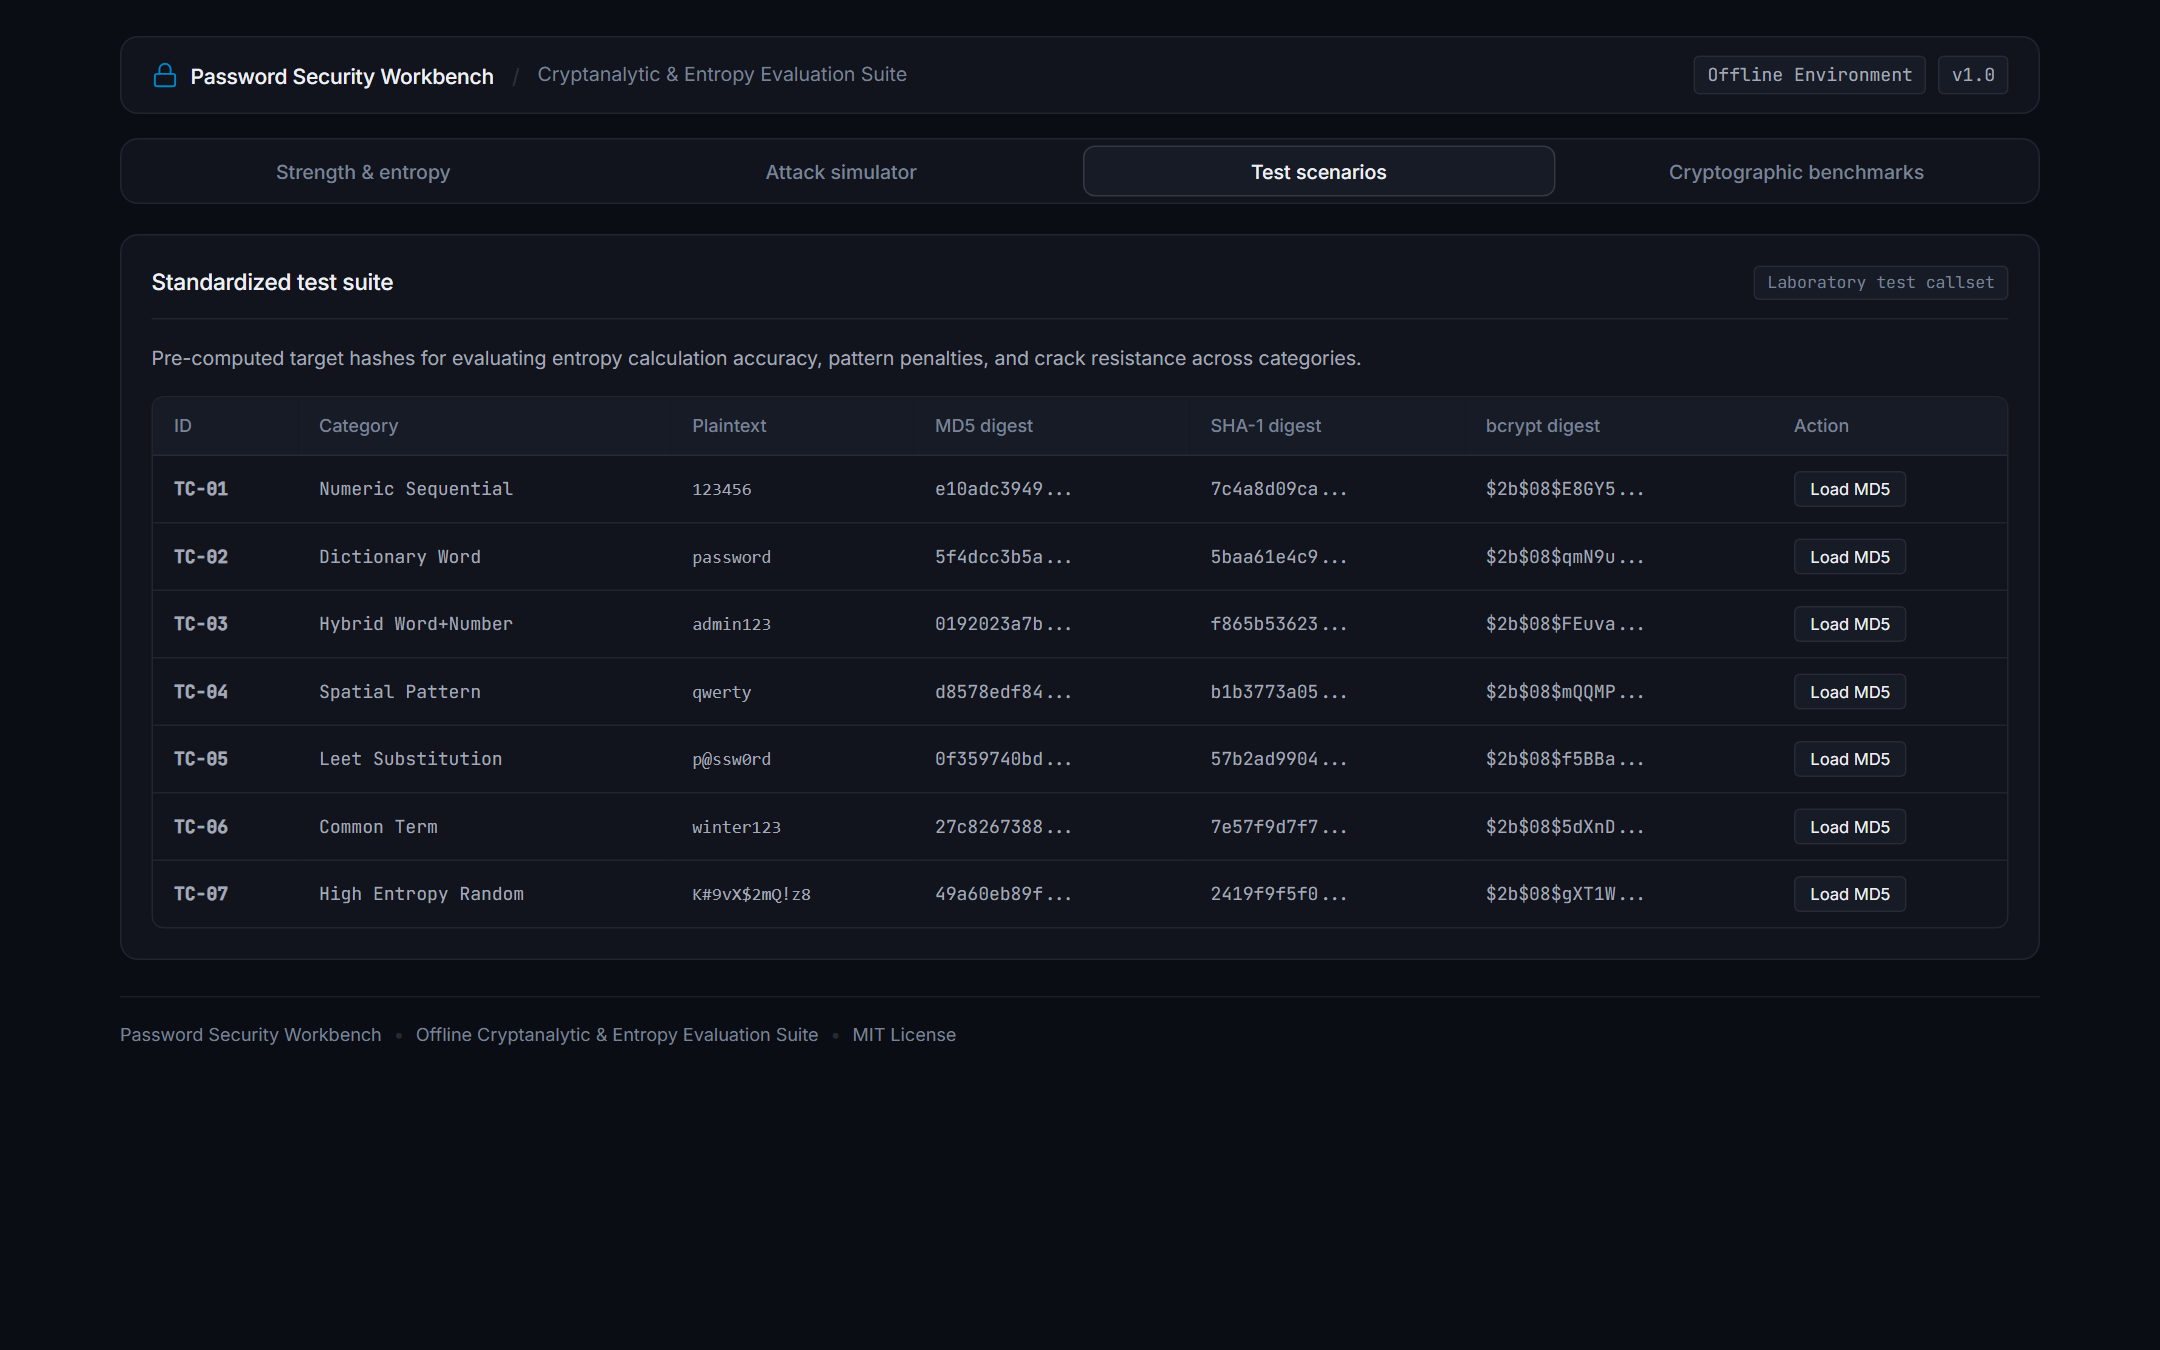 Password Security Workbench / Cryptanalytic & Entropy Evaluation Suite Offline Environment v1.0
Strength & entropy Attack simulator Test scenarios Cryptographic benchmarks
Standardized test suite Laboratory test callset
Pre-computed target hashes for evaluating entropy calculation accuracy, pattern penalties, and crack resistance across categories.
ID Category Plaintext MD5 digest SHA-1 digest bcrypt digest Action
TC-01 Numeric Sequential 123456 e10adc3949... 7c4a8d09ca... $2b$08$E8GY5... Load MD5
TC-02 Dictionary Word password 5f4dcc3b5a... 5baa61e4c9... $2b$08$qmN9u... Load MD5
TC-03 Hybrid Word+Number admin123 0192023a7b... f865b53623... $2b$08$FEuva... Load MD5
TC-04 Spatial Pattern qwerty d8578edf84... b1b3773a05... $2b$08$mQQMP... Load MD5
TC-05 Leet Substitution p@ssw0rd 0f359740bd... 57b2ad9904... $2b$08$f5BBa... Load MD5
TC-06 Common Term winter123 27c8267388... 7e57f9d7f7... $2b$08$5dXnD... Load MD5
TC-07 High Entropy Random K#9vX$2mQ!z8 49a60eb89f... 2419f9f5f0... $2b$08$gXT1W... Load MD5
Password Security Workbench • Offline Cryptanalytic & Entropy Evaluation Suite • MIT License